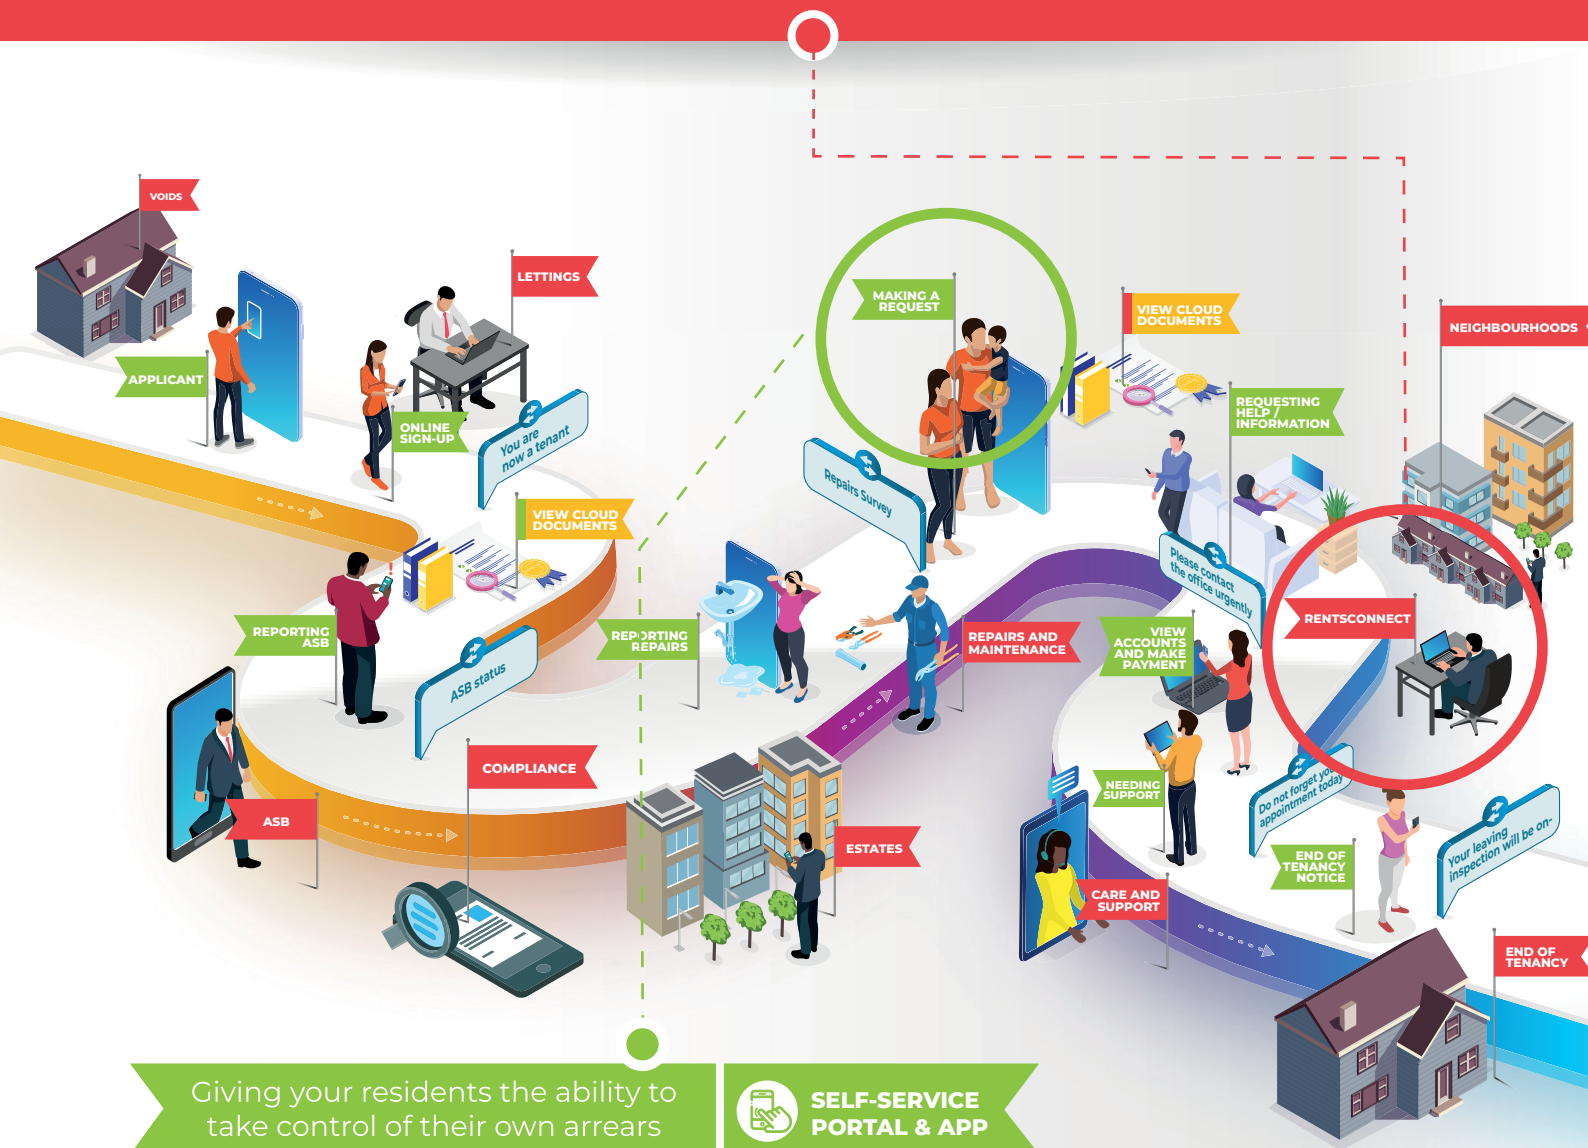 VOIDS
LETTINGS
APPLICANT
ONLINE
SIGN-UP
You are
now a tenant
VIEW CLOUD
DOCUMENTS
REPORTING
ASB
ASB status
ASB
COMPLIANCE
REPORTING
REPAIRS
Repairs Survey
MAKING A
REQUEST
VIEW CLOUD
DOCUMENTS
REQUESTING
HELP /
INFORMATION
NEIGHBOURHOODS
Please contact
the office urgently
RENTSCONNECT
REPAIRS AND
MAINTENANCE
VIEW
ACCOUNTS
AND MAKE
PAYMENT
NEEDING
SUPPORT
Do not forget your
appointment today
ESTATES
CARE AND
SUPPORT
END OF
TENANCY
NOTICE
Your leaving
inspection will be on-
END OF
TENANCY
Giving your residents the ability to
take control of their own arrears
SELF-SERVICE
PORTAL & APP